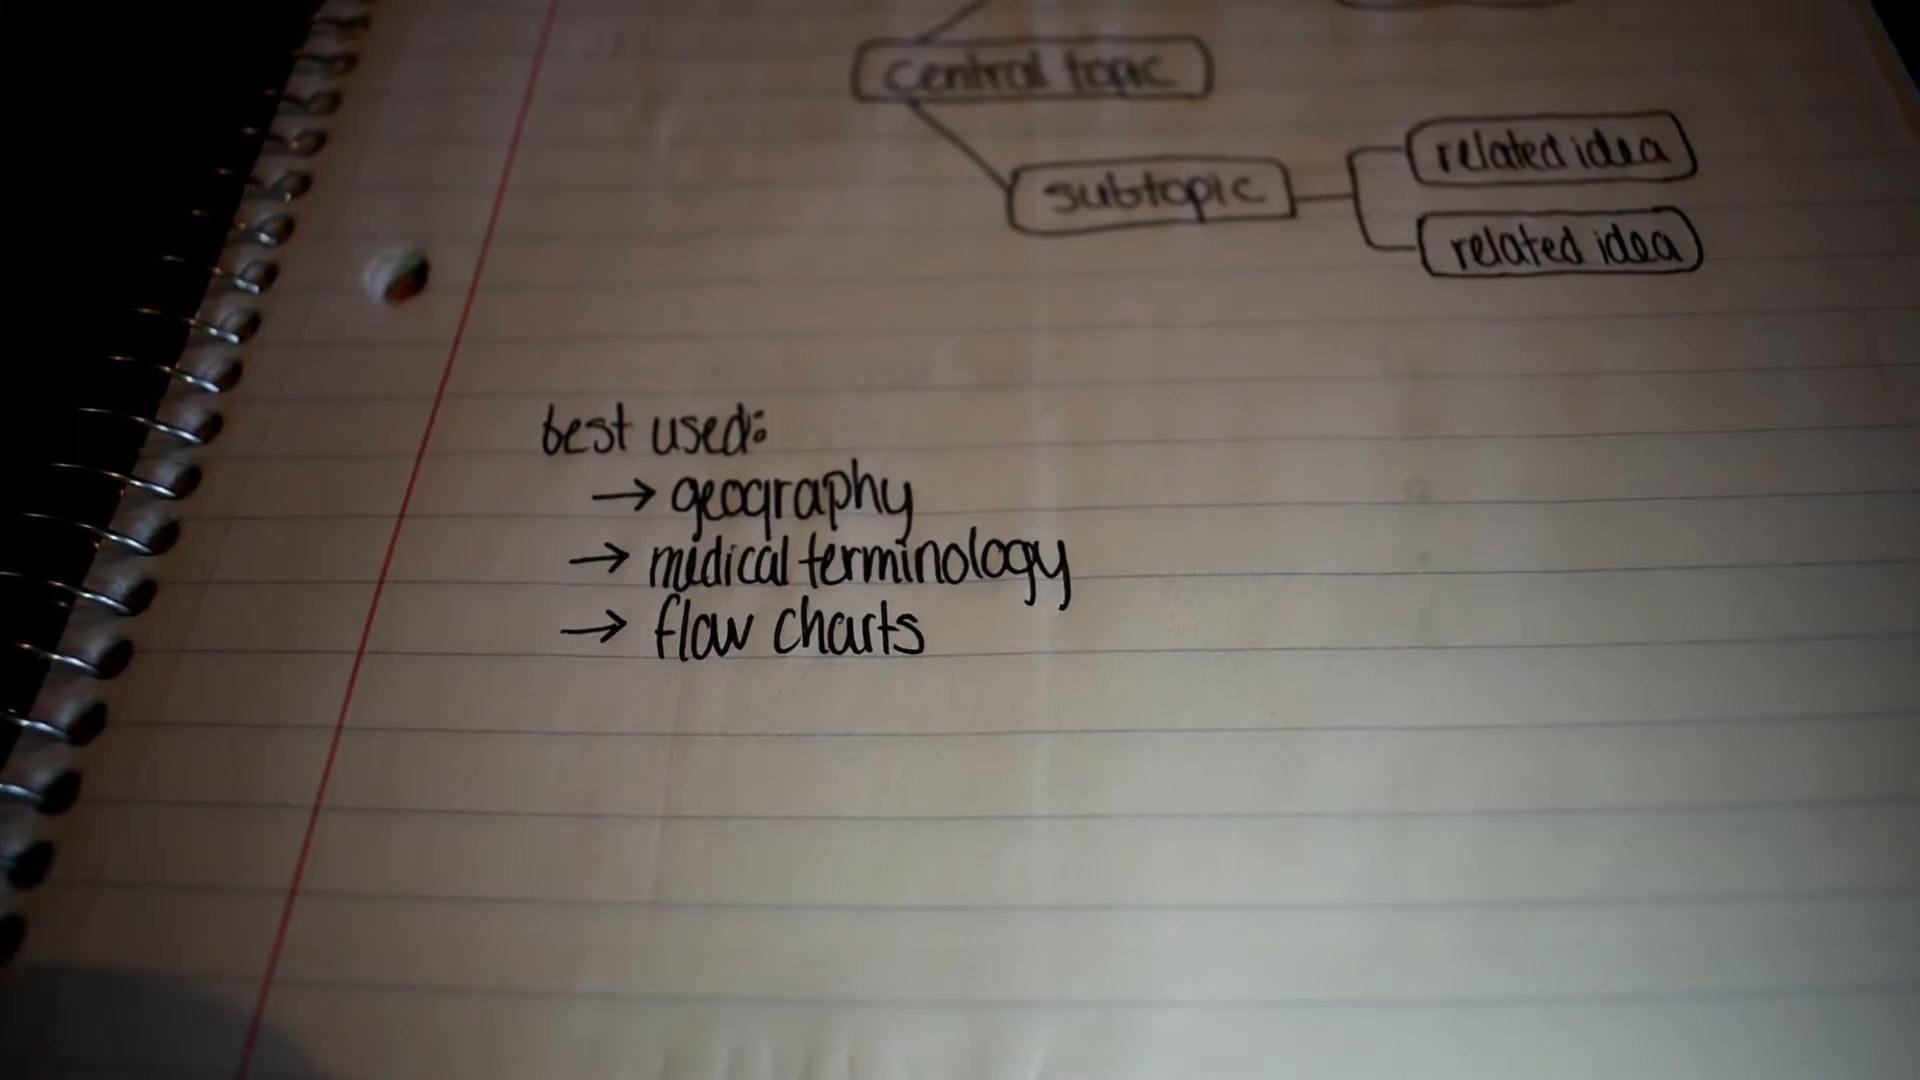 central topic
subtopic
related idea
related idea
best used:
→ geography
→ medical terminology
→ flow charts